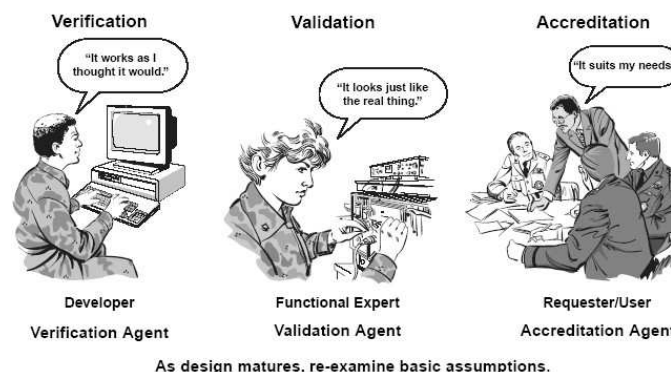 Verification
“It works as I
thought it would.”
Developer
Verification Agent
Validation
“It looks just like
the real thing.”
Functional Expert
Validation Agent
Accreditation
“It suits my needs
Requester/User
Accreditation Agent
As design matures, re-examine basic assumptions.